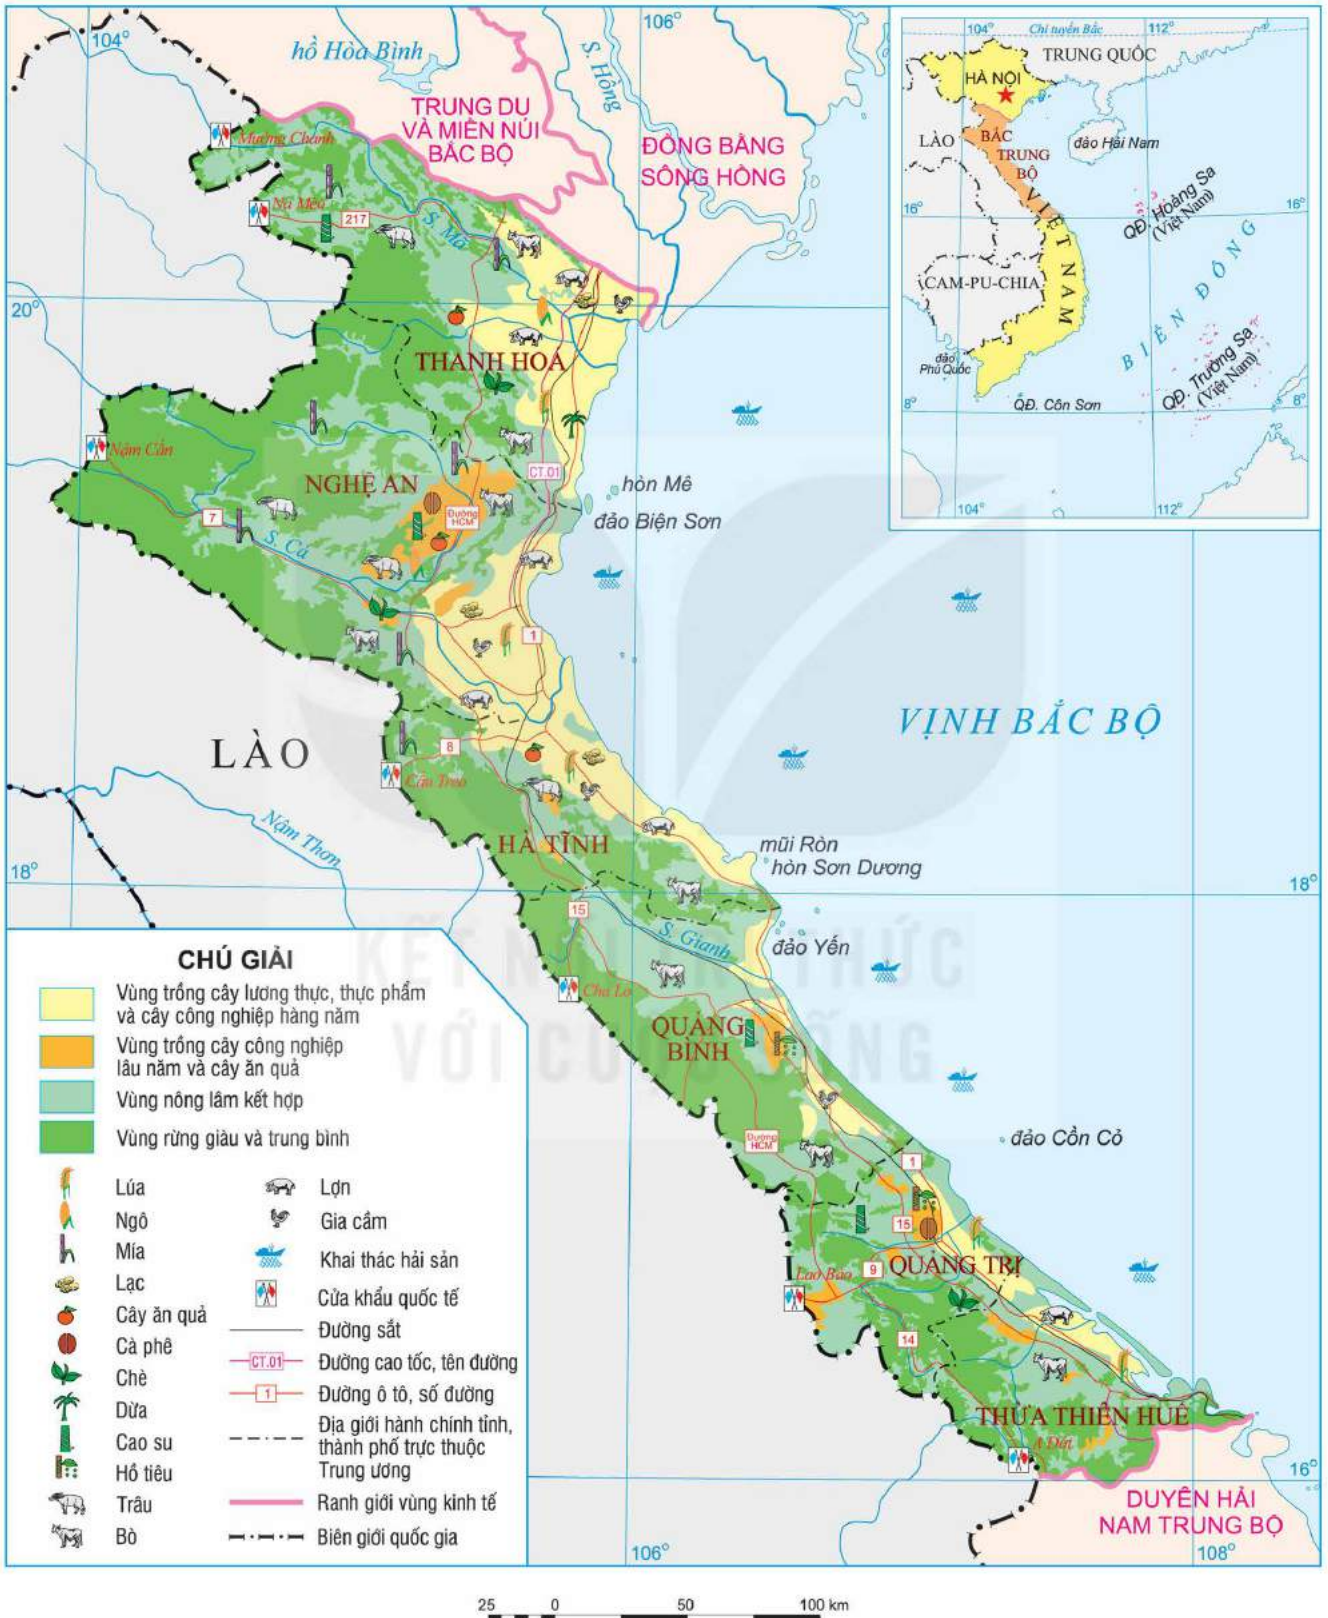 104°
106°
hồ Hòa Bình
S. Hồng
TRUNG DU
VÀ MIỀN NÚI
BẮC BỘ
ĐỒNG BẰNG
SÔNG HỒNG
Mường Chanh
Na Mèo
217
S. Mã
20°
THANH HOÁ
Nậm Cắn
NGHỆ AN
CT.01
Đường
HCM
7
S. Cả
hòn Mê
đảo Biện Sơn
1
VỊNH BẮC BỘ
LÀO
8
Cầu Treo
Nậm Thơn
HÀ TĨNH
mũi Ròn
hòn Sơn Dương
18°
18°
15
S. Gianh
đảo Yến
Cha Lo
QUẢNG
BÌNH
Đường
HCM
đảo Cồn Cỏ
1
15
9
QUẢNG TRỊ
Lao Bảo
14
THỪA THIÊN HUẾ
A Đớt
16°
DUYÊN HẢI
NAM TRUNG BỘ
106°
108°
KẾT NỐI TRI THỨC
VỚI CUỘC SỐNG
104°
Chí tuyến Bắc
112°
TRUNG QUỐC
HÀ NỘI
LÀO
BẮC
TRUNG
BỘ
đảo Hải Nam
16°
QĐ. Hoàng Sa
(Việt Nam)
16°
VIỆT NAM
CAM-PU-CHIA
BIỂN ĐÔNG
đảo
Phú Quốc
QĐ. Trường Sa
(Việt Nam)
8°
QĐ. Côn Sơn
8°
104°
112°
CHÚ GIẢI
Vùng trồng cây lương thực, thực phẩm
và cây công nghiệp hàng năm
Vùng trồng cây công nghiệp
lâu năm và cây ăn quả
Vùng nông lâm kết hợp
Vùng rừng giàu và trung bình
Lúa
Ngô
Mía
Lạc
Cây ăn quả
Cà phê
Chè
Dừa
Cao su
Hồ tiêu
Trâu
Bò
Lợn
Gia cầm
Khai thác hải sản
Cửa khẩu quốc tế
Đường sắt
CT.01 Đường cao tốc, tên đường
1 Đường ô tô, số đường
Địa giới hành chính tỉnh,
thành phố trực thuộc
Trung ương
Ranh giới vùng kinh tế
Biên giới quốc gia
25 0 50 100 km